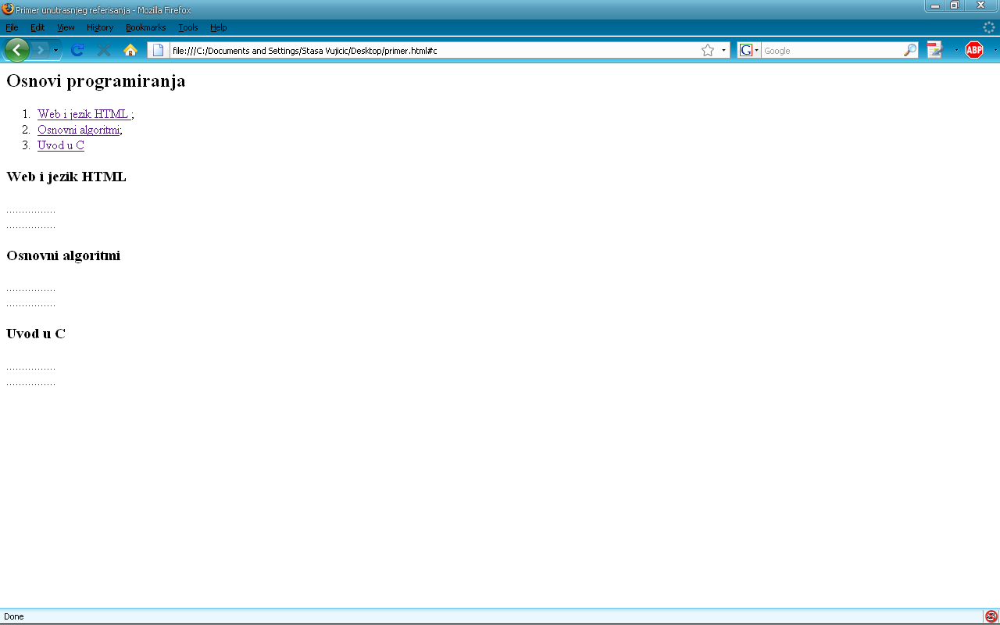 Primer unutrasnjeg referisanja - Mozilla Firefox
File Edit View History Bookmarks Tools Help
file:///C:/Documents and Settings/Stasa Vujicic/Desktop/primer.html#c
G Google
ABP
Osnovi programiranja
1. Web i jezik HTML ;
2. Osnovni algoritmi;
3. Uvod u C
Web i jezik HTML
................
................
Osnovni algoritmi
................
................
Uvod u C
................
................
Done